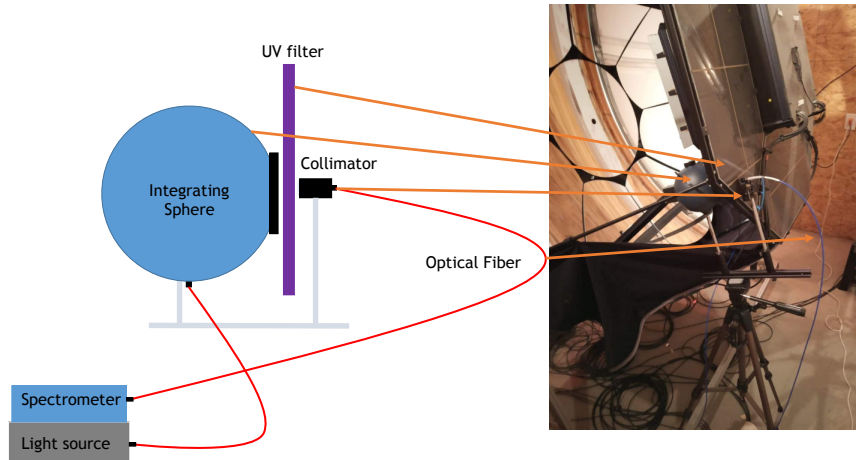 UV filter
Collimator
Integrating
Sphere
Optical Fiber
Spectrometer
Light source